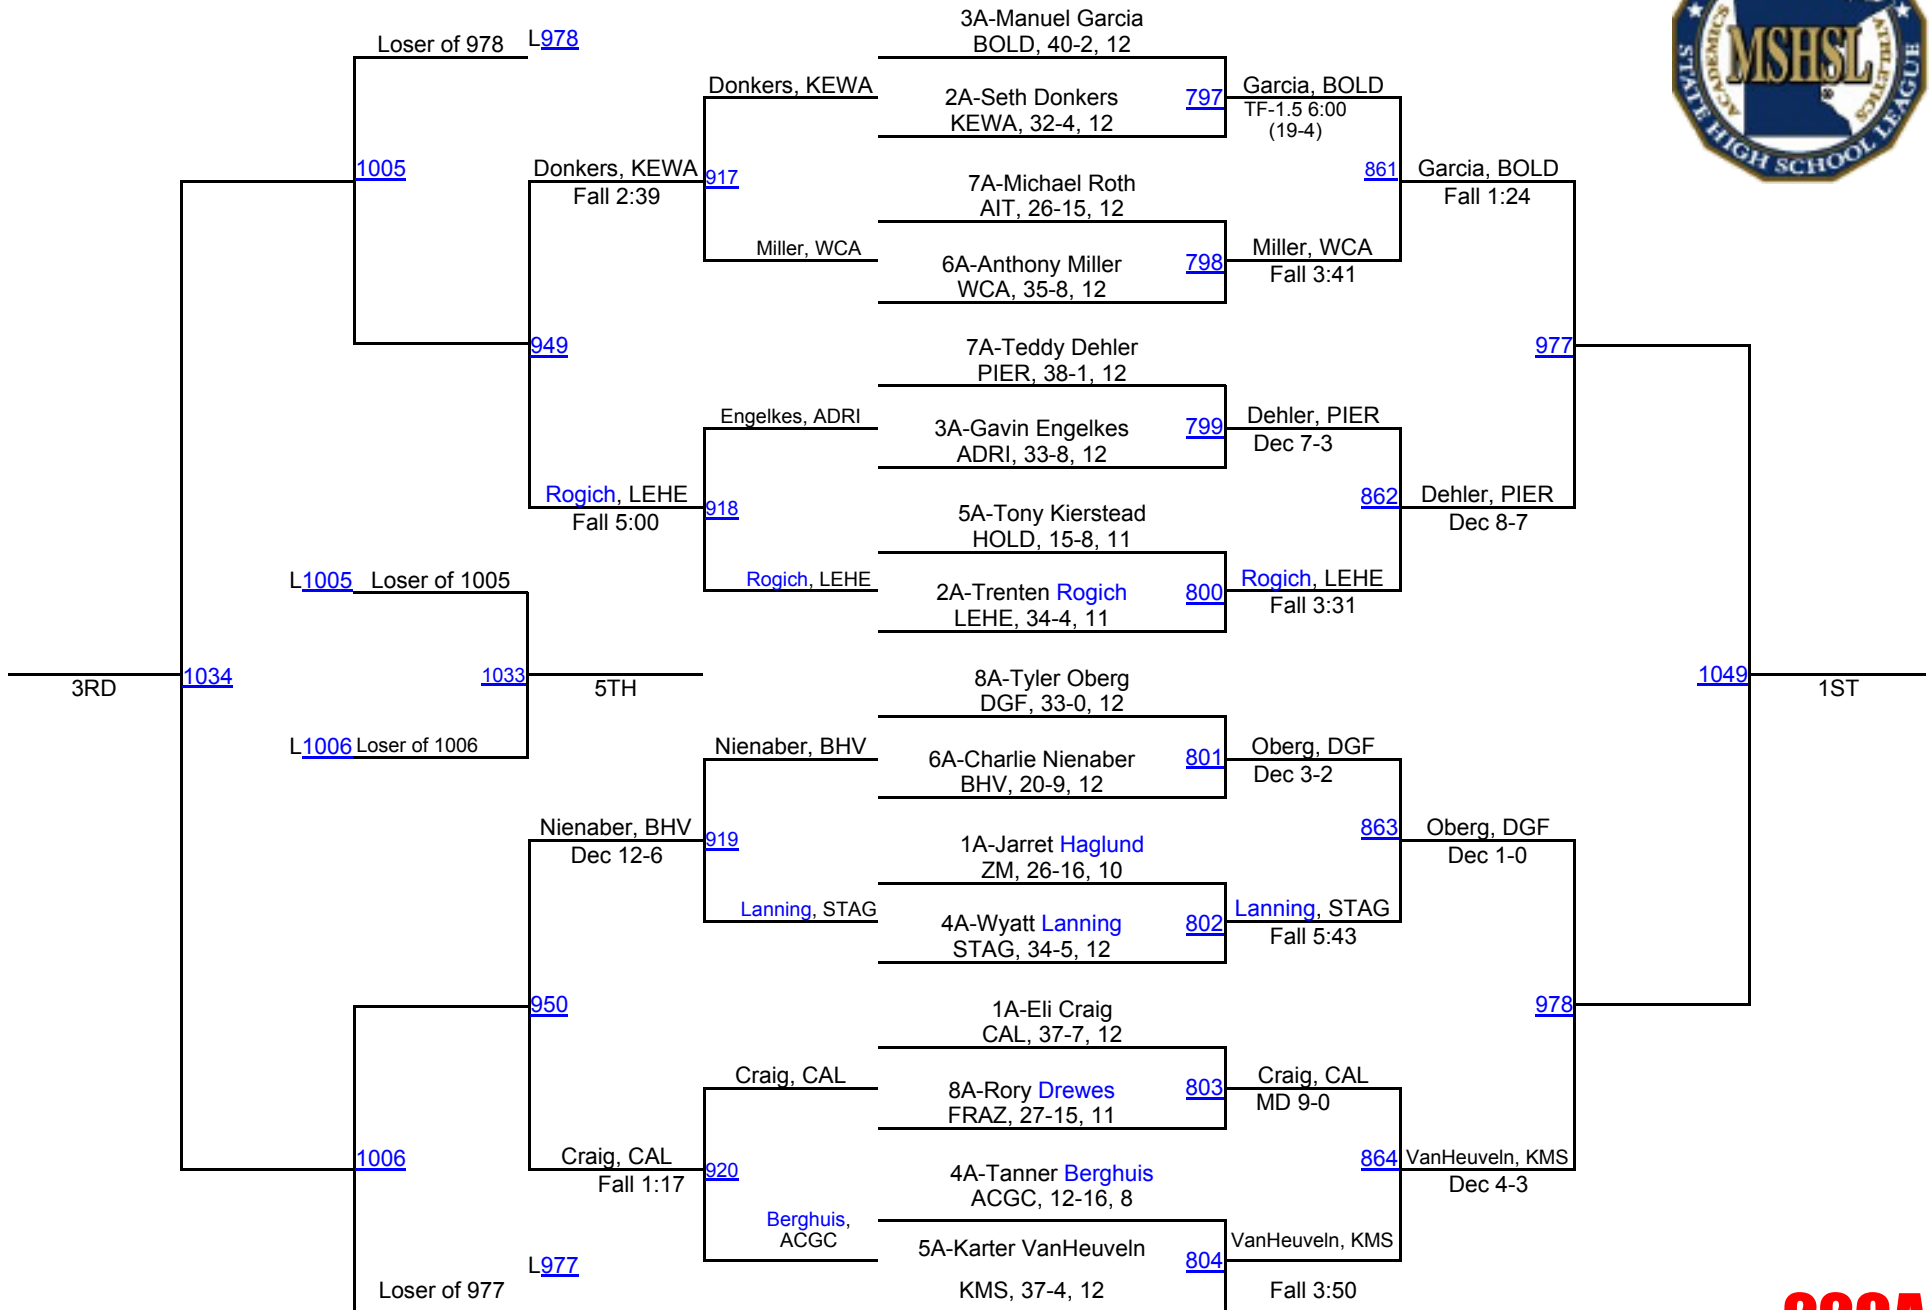 3A-Manuel Garcia
BOLD, 40-2, 12
Loser of 978
L978
Donkers, KEWA
2A-Seth Donkers
KEWA, 32-4, 12
797
Garcia, BOLD
TF-1.5 6:00
(19-4)
1005
Donkers, KEWA
Fall 2:39
917
7A-Michael Roth
AIT, 26-15, 12
861
Garcia, BOLD
Fall 1:24
Miller, WCA
6A-Anthony Miller
WCA, 35-8, 12
798
Miller, WCA
Fall 3:41
949
7A-Teddy Dehler
PIER, 38-1, 12
977
Engelkes, ADRI
3A-Gavin Engelkes
ADRI, 33-8, 12
799
Dehler, PIER
Dec 7-3
Rogich, LEHE
Fall 5:00
918
5A-Tony Kierstead
HOLD, 15-8, 11
862
Dehler, PIER
Dec 8-7
L1005 Loser of 1005
Rogich, LEHE
2A-Trenten Rogich
LEHE, 34-4, 11
800
Rogich, LEHE
Fall 3:31
3RD
1034
1033
5TH
8A-Tyler Oberg
DGF, 33-0, 12
1049
1ST
L1006 Loser of 1006
Nienaber, BHV
6A-Charlie Nienaber
BHV, 20-9, 12
801
Oberg, DGF
Dec 3-2
Nienaber, BHV
Dec 12-6
919
1A-Jarret Haglund
ZM, 26-16, 10
863
Oberg, DGF
Dec 1-0
Lanning, STAG
4A-Wyatt Lanning
STAG, 34-5, 12
802
Lanning, STAG
Fall 5:43
950
1A-Eli Craig
CAL, 37-7, 12
978
Craig, CAL
8A-Rory Drewes
FRAZ, 27-15, 11
803
Craig, CAL
MD 9-0
1006
Craig, CAL
Fall 1:17
920
4A-Tanner Berghuis
ACGC, 12-16, 8
864
VanHeuveln, KMS
Dec 4-3
Berghuis,
ACGC
5A-Karter VanHeuveln
KMS, 37-4, 12
804
VanHeuveln, KMS
Fall 3:50
L977
Loser of 977
ACADEMICS
ATHLETICS
MSHSL
®
STATE HIGH SCHOOL LEAGUE